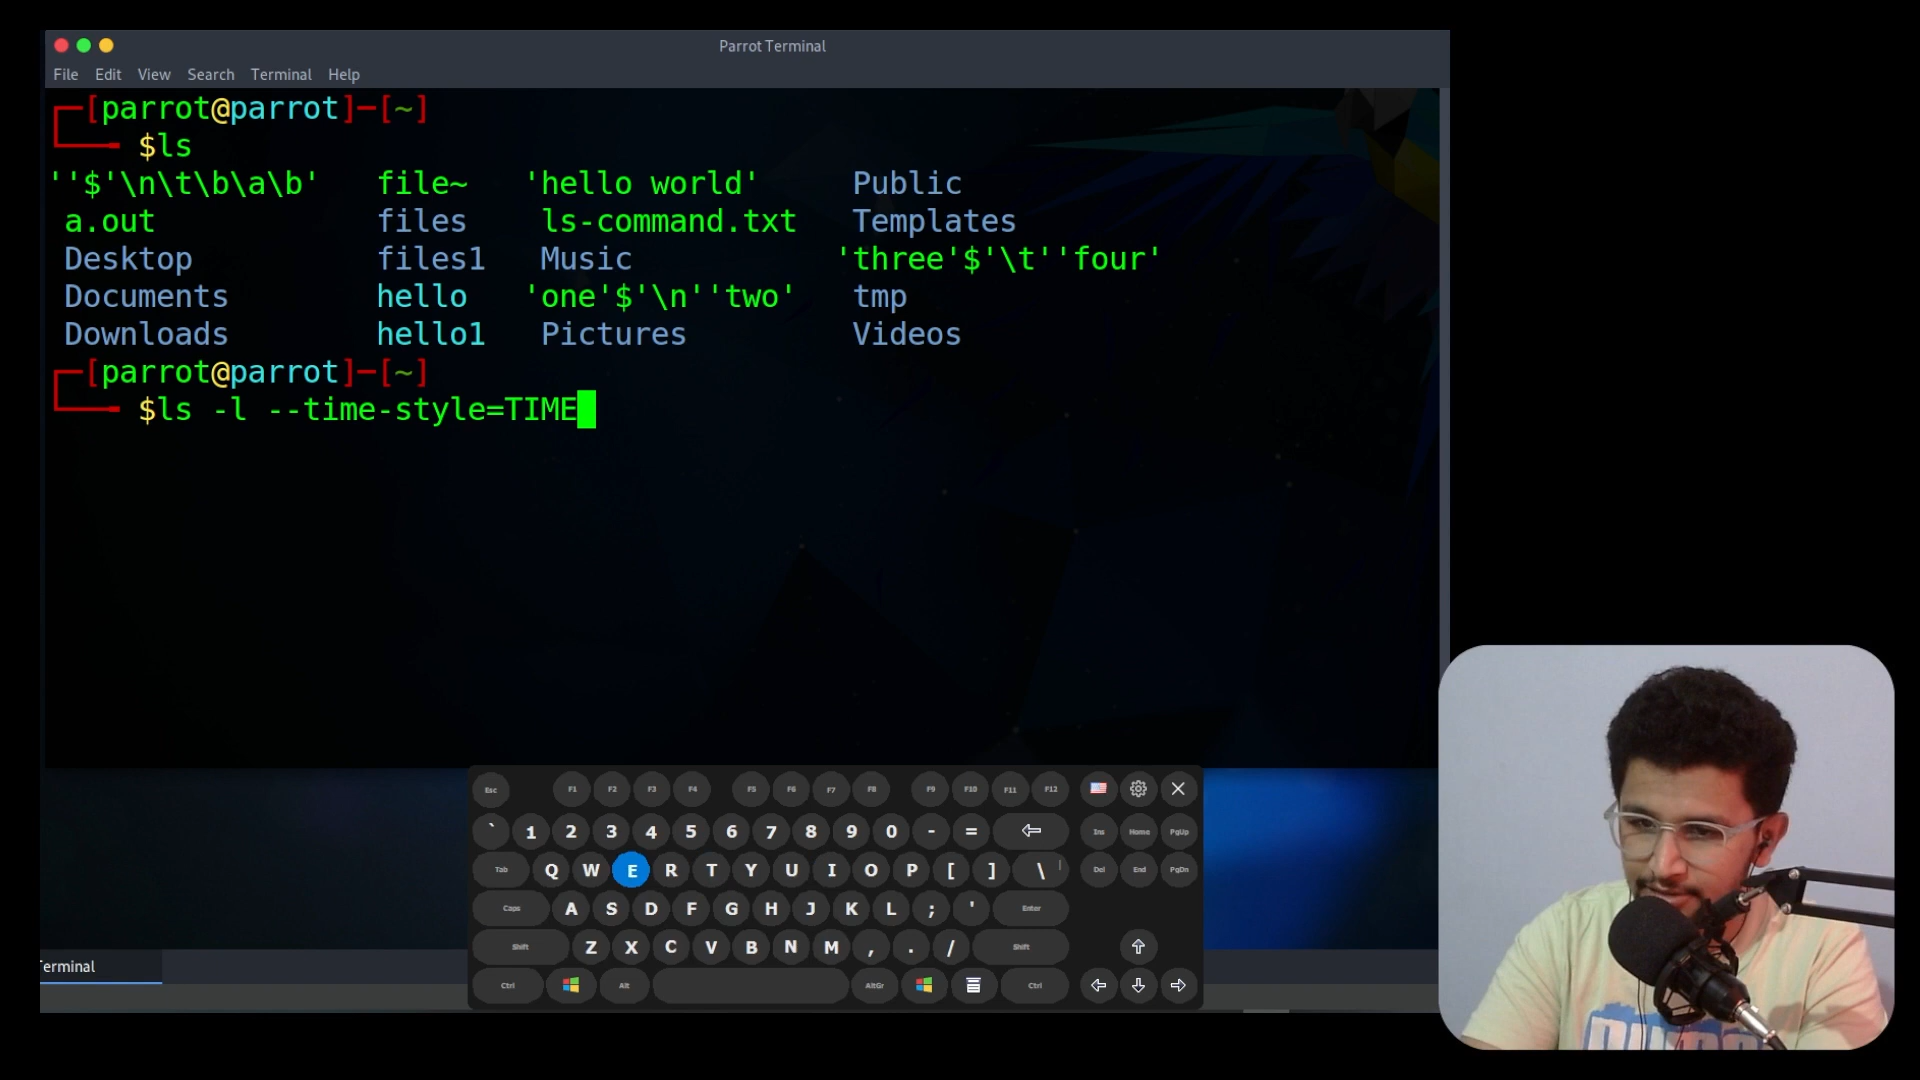 Parrot Terminal
File Edit View Search Terminal Help
[parrot@parrot]─[~]
$ls
''$'\n\t\b\a\b' file~ 'hello world' Public
a.out files ls-command.txt Templates
Desktop files1 Music 'three'$'\t''four'
Documents hello 'one'$'\n''two' tmp
Downloads hello1 Pictures Videos
[parrot@parrot]─[~]
$ls -l --time-style=TIME
Esc F1 F2 F3 F4 F5 F6 F7 F8 F9 F10 F11 F12
` 1 2 3 4 5 6 7 8 9 0 - = Ins Home PgUp
Tab Q W E R T Y U I O P [ ] \ | Del End PgDn
Caps A S D F G H J K L ; ' Enter
Shift Z X C V B N M , . / Shift
Ctrl Alt AltGr Ctrl
erminal